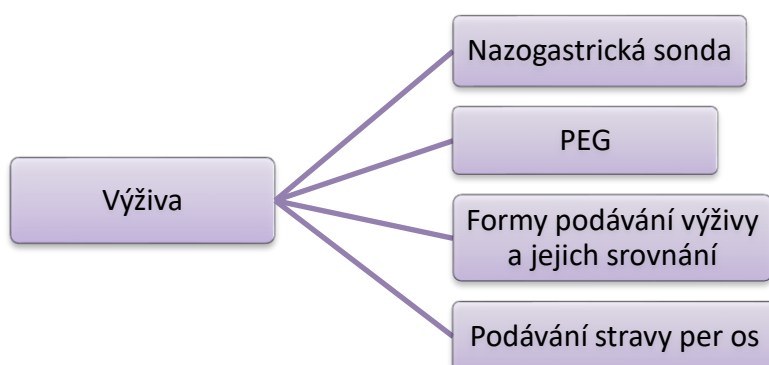 Nazogastrická sonda
PEG
Výživa
Formy podávání výživy
a jejich srovnání
Podávání stravy per os